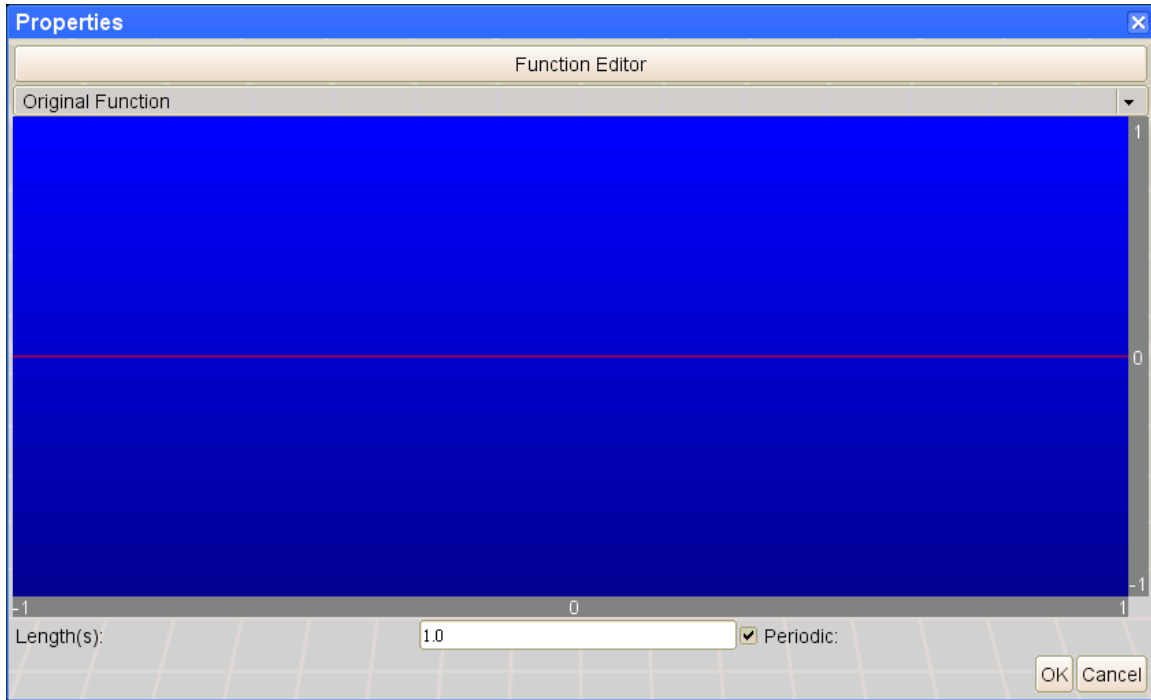 Properties
Function Editor
Original Function
1
0
-1
-1 0 1
Length(s): 1.0 Periodic:
OK Cancel